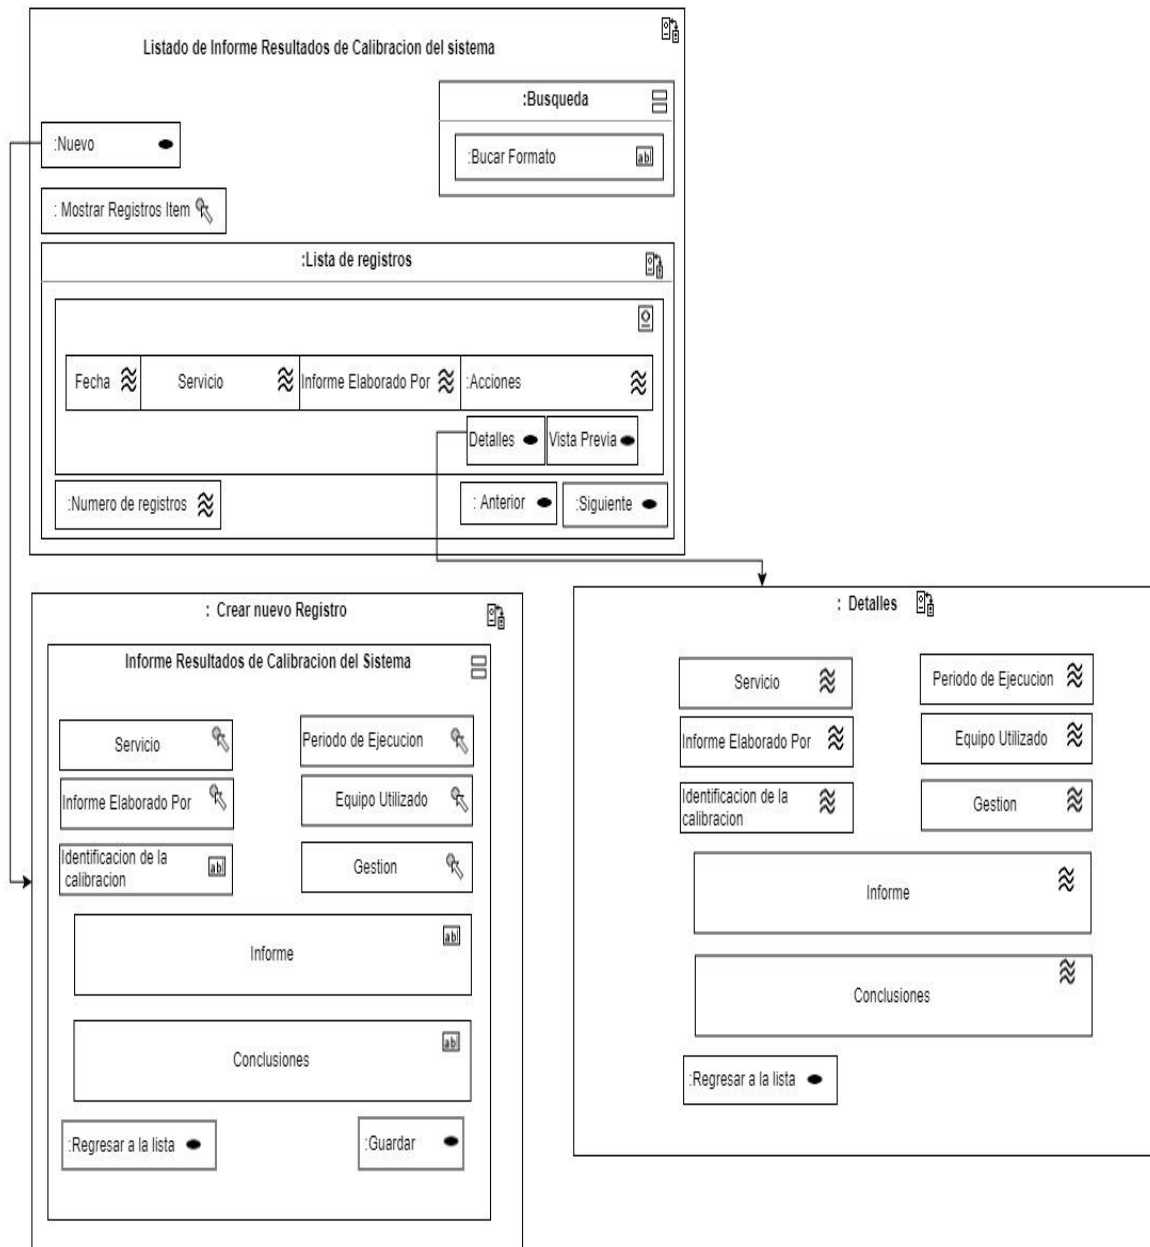 Listado de Informe Resultados de Calibracion del sistema
:Busqueda
:Nuevo
:Bucar Formato
ab
: Mostrar Registros Item
:Lista de registros
Fecha
Servicio
Informe Elaborado Por
:Acciones
Detalles
Vista Previa
:Numero de registros
: Anterior
:Siguiente
: Crear nuevo Registro
Informe Resultados de Calibracion del Sistema
Servicio
Periodo de Ejecucion
Informe Elaborado Por
Equipo Utilizado
Identificacion de la
calibracion
ab
Gestion
Informe
ab
Conclusiones
ab
:Regresar a la lista
:Guardar
: Detalles
Servicio
Periodo de Ejecucion
Informe Elaborado Por
Equipo Utilizado
Identificacion de la
calibracion
Gestion
Informe
Conclusiones
:Regresar a la lista